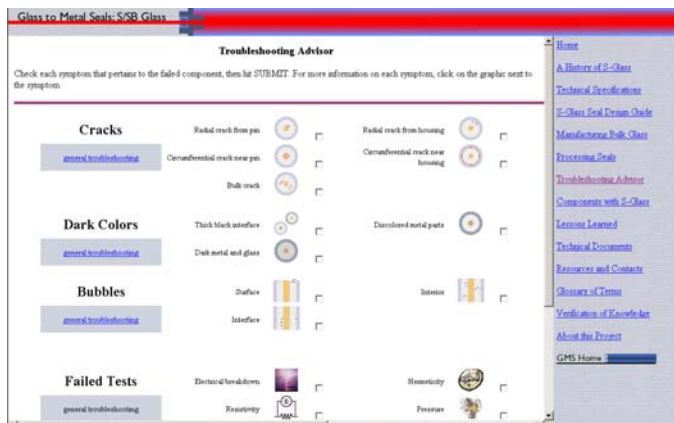 Glass to Metal Seals: S/SB Glass
Troubleshooting Advisor
Check each symptom that pertains to the failed component, then hit SUBMIT. For more information on each symptom, click on the graphic next to
the symptom.
Cracks
general troubleshooting
Radial crack from pin
Radial crack from housing
Circumferential crack near pin
Circumferential crack near
housing
Bulk crack
Dark Colors
general troubleshooting
Thick black interface
Discolored metal parts
Dark metal and glass
Bubbles
general troubleshooting
Surface
Interior
Interface
Failed Tests
general troubleshooting
Electrical breakdown
Hermeticity
Resistivity
Pressure
Home
A History of S-Glass
Technical Specifications
S-Glass Seal Design Guide
Manufacturing Bulk Glass
Processing Seals
Troubleshooting Advisor
Components with S-Glass
Lessons Learned
Technical Documents
Resources and Contacts
Glossary of Terms
Verification of Knowledge
About this Project
GMS Home